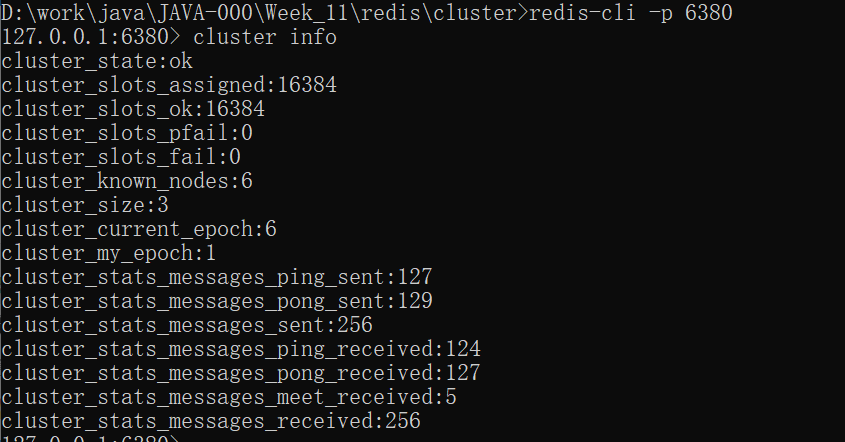 D:\work\java\JAVA-000\Week_11\redis\cluster>redis-cli -p 6380
127.0.0.1:6380> cluster info
cluster_state:ok
cluster_slots_assigned:16384
cluster_slots_ok:16384
cluster_slots_pfail:0
cluster_slots_fail:0
cluster_known_nodes:6
cluster_size:3
cluster_current_epoch:6
cluster_my_epoch:1
cluster_stats_messages_ping_sent:127
cluster_stats_messages_pong_sent:129
cluster_stats_messages_sent:256
cluster_stats_messages_ping_received:124
cluster_stats_messages_pong_received:127
cluster_stats_messages_meet_received:5
cluster_stats_messages_received:256
127.0.0.1:6380>